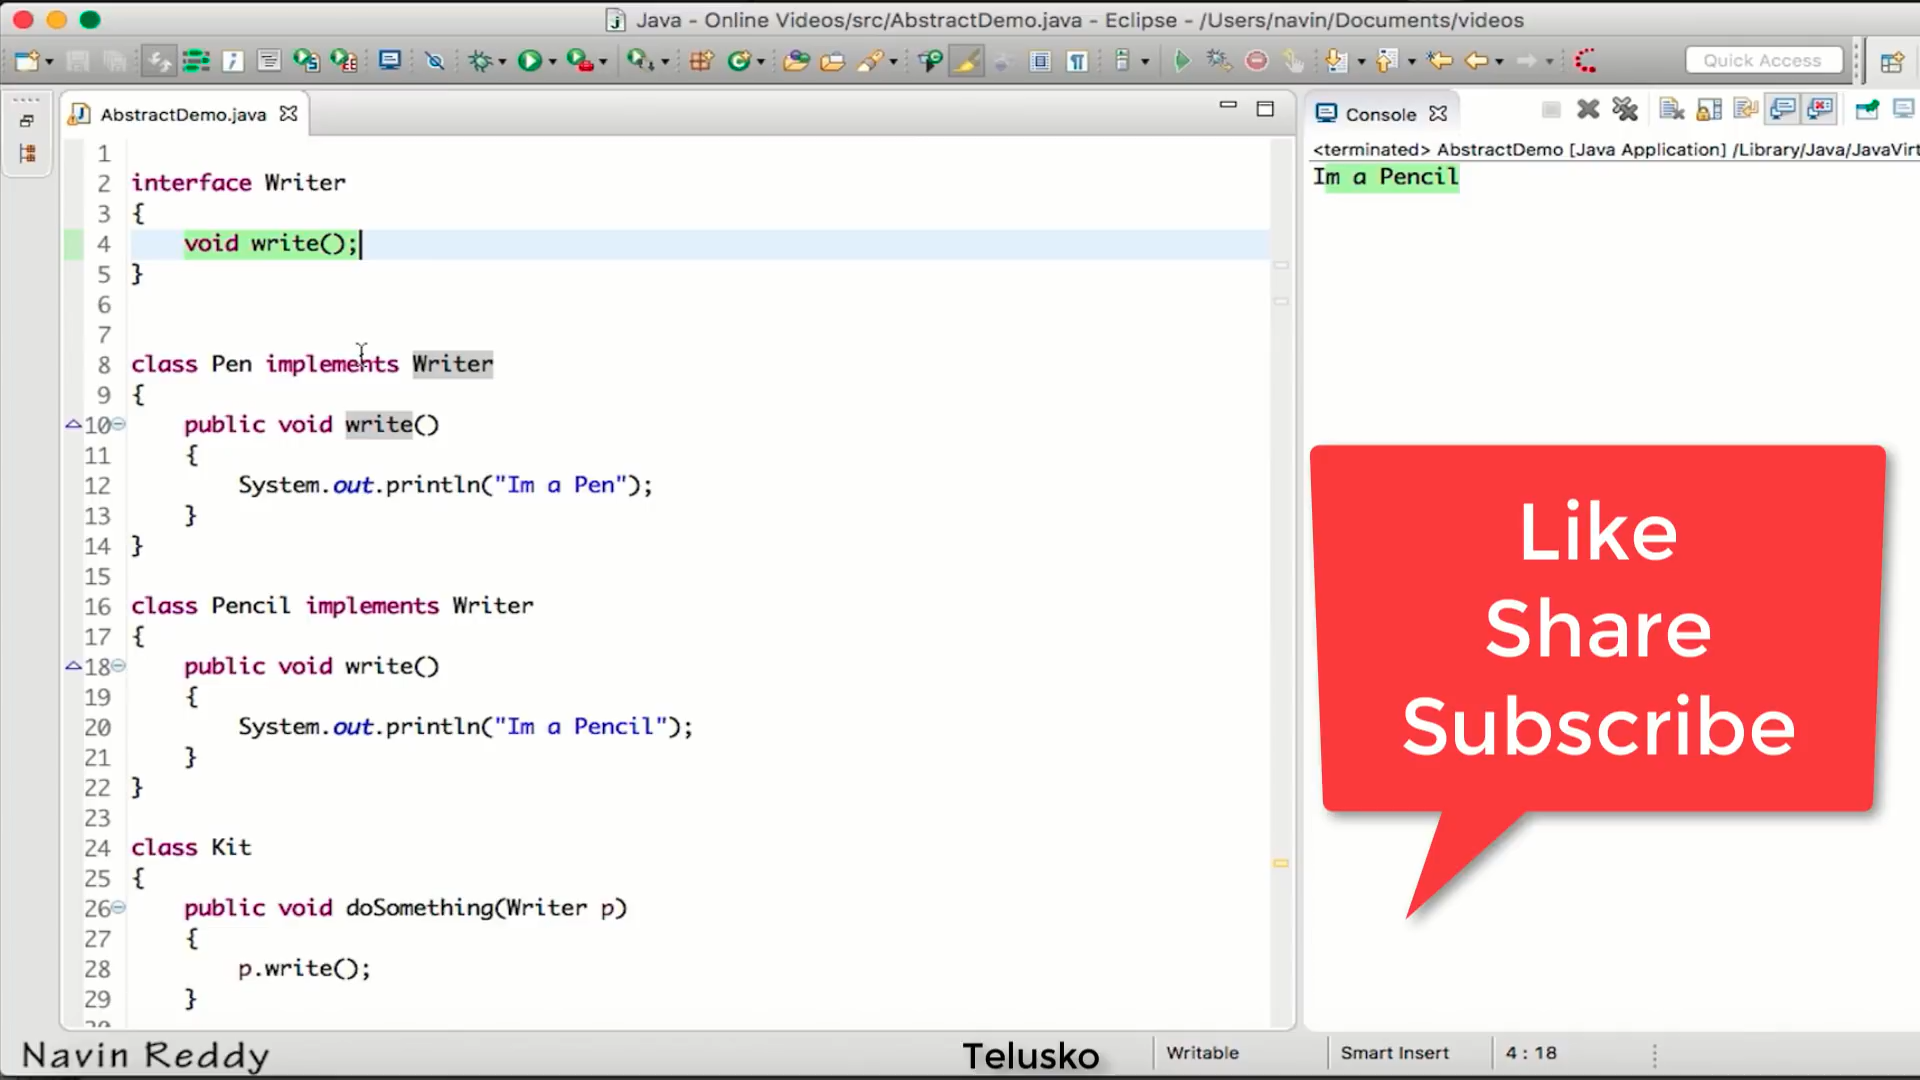 Java - Online Videos/src/AbstractDemo.java - Eclipse - /Users/navin/Documents/videos
Quick Access
AbstractDemo.java
1
2 interface Writer
3 {
4 void write();
5 }
6
7
8 class Pen implements Writer
9 {
10 public void write()
11 {
12 System.out.println("Im a Pen");
13 }
14 }
15
16 class Pencil implements Writer
17 {
18 public void write()
19 {
20 System.out.println("Im a Pencil");
21 }
22 }
23
24 class Kit
25 {
26 public void doSomething(Writer p)
27 {
28 p.write();
29 }
Console
<terminated> AbstractDemo [Java Application] /Library/Java/JavaVirt
Im a Pencil
Like
Share
Subscribe
Navin Reddy
Telusko
Writable
Smart Insert
4 : 18